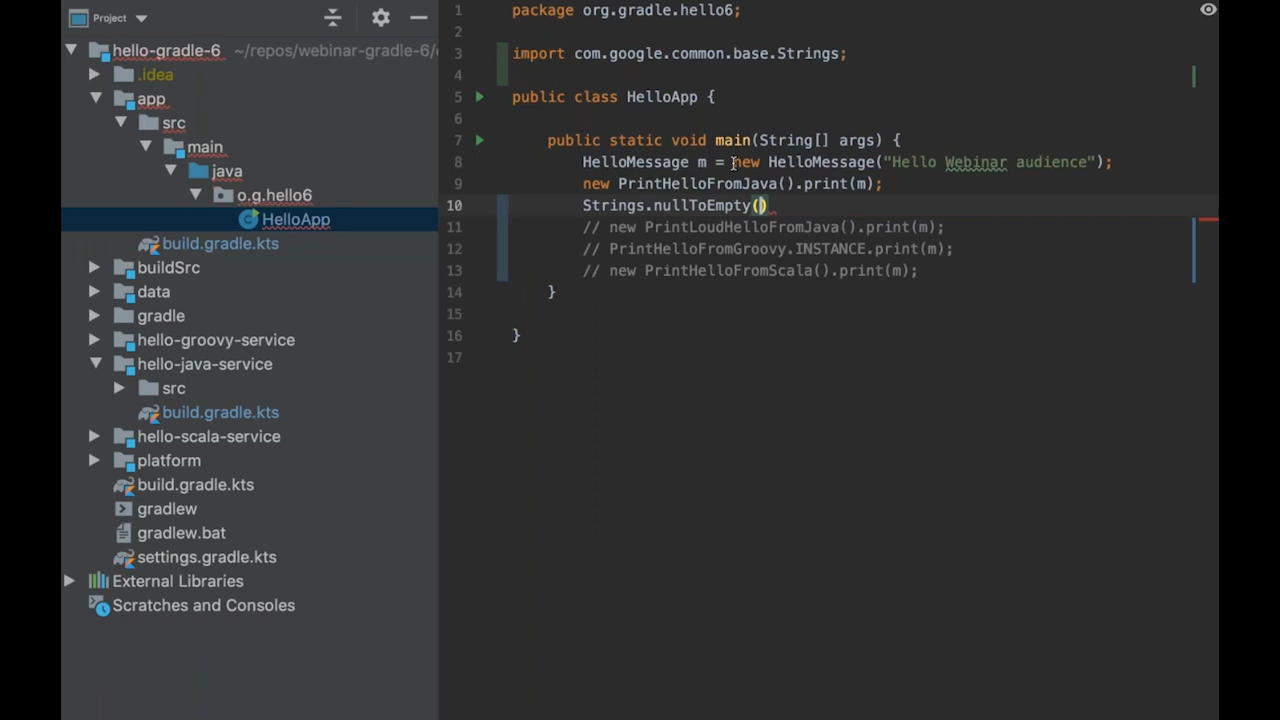 Project
hello-gradle-6 ~/repos/webinar-gradle-6/
.idea
app
src
main
java
o.g.hello6
HelloApp
build.gradle.kts
buildSrc
data
gradle
hello-groovy-service
hello-java-service
src
build.gradle.kts
hello-scala-service
platform
build.gradle.kts
gradlew
gradlew.bat
settings.gradle.kts
External Libraries
Scratches and Consoles
1 package org.gradle.hello6;
2
3 import com.google.common.base.Strings;
4
5 public class HelloApp {
6
7 public static void main(String[] args) {
8 HelloMessage m = new HelloMessage("Hello Webinar audience");
9 new PrintHelloFromJava().print(m);
10 Strings.nullToEmpty()
11 // new PrintLoudHelloFromJava().print(m);
12 // PrintHelloFromGroovy.INSTANCE.print(m);
13 // new PrintHelloFromScala().print(m);
14 }
15
16 }
17